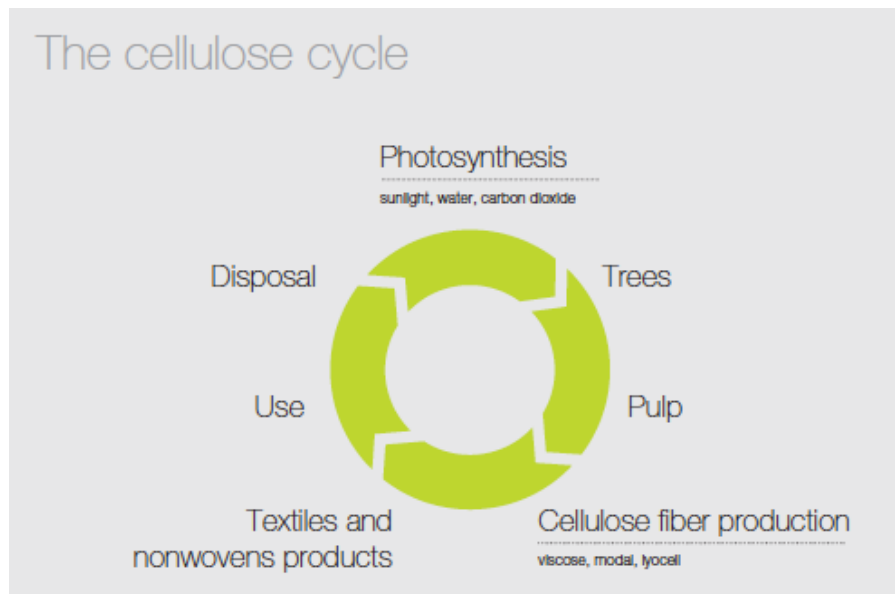 The cellulose cycle
Photosynthesis
sunlight, water, carbon dioxide
Disposal
Trees
Use
Pulp
Textiles and
nonwovens products
Cellulose fiber production
viscose, modal, lyocell